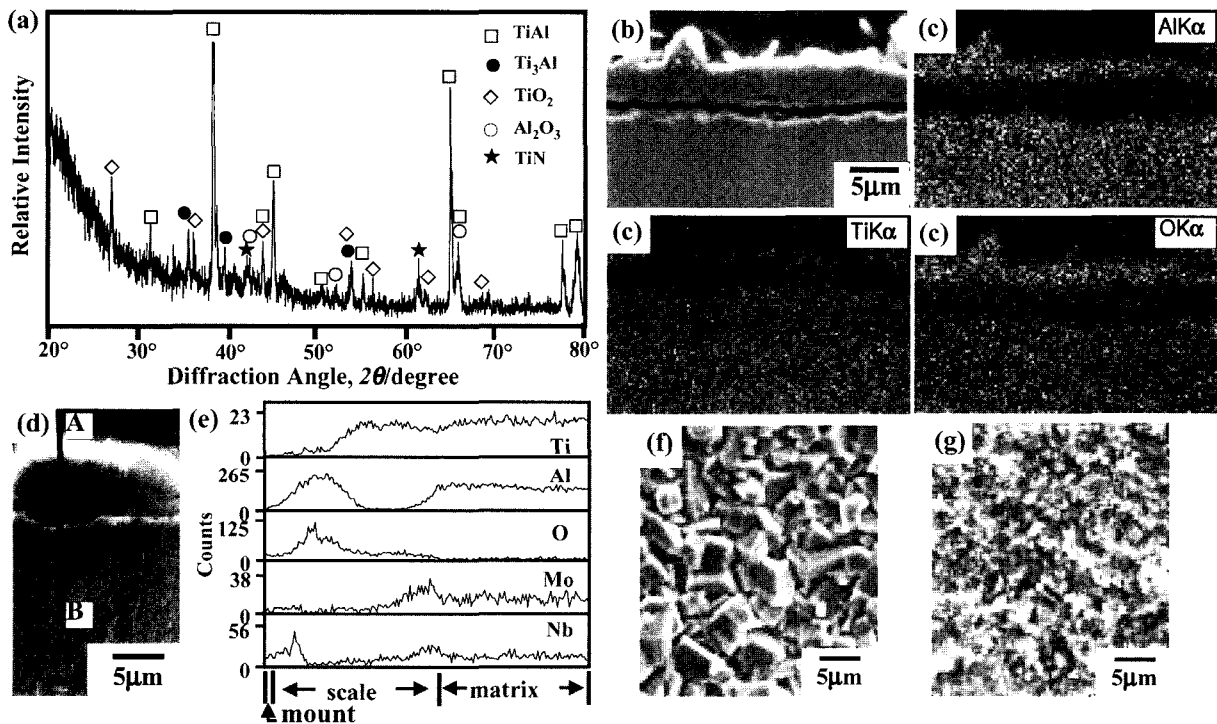 (a)
Relative Intensity
TiAl
Ti₃Al
TiO₂
Al₂O₃
TiN
20° 30° 40° 50° 60° 70° 80°
Diffraction Angle, 2θ/degree
(b)
5μm
(c)
AlKα
(c)
TiKα
(c)
OKα
(d)
A
B
5μm
(e)
Counts
23
0
Ti
265
0
Al
125
0
O
38
0
Mo
56
0
Nb
scale
matrix
mount
(f)
5μm
(g)
5μm